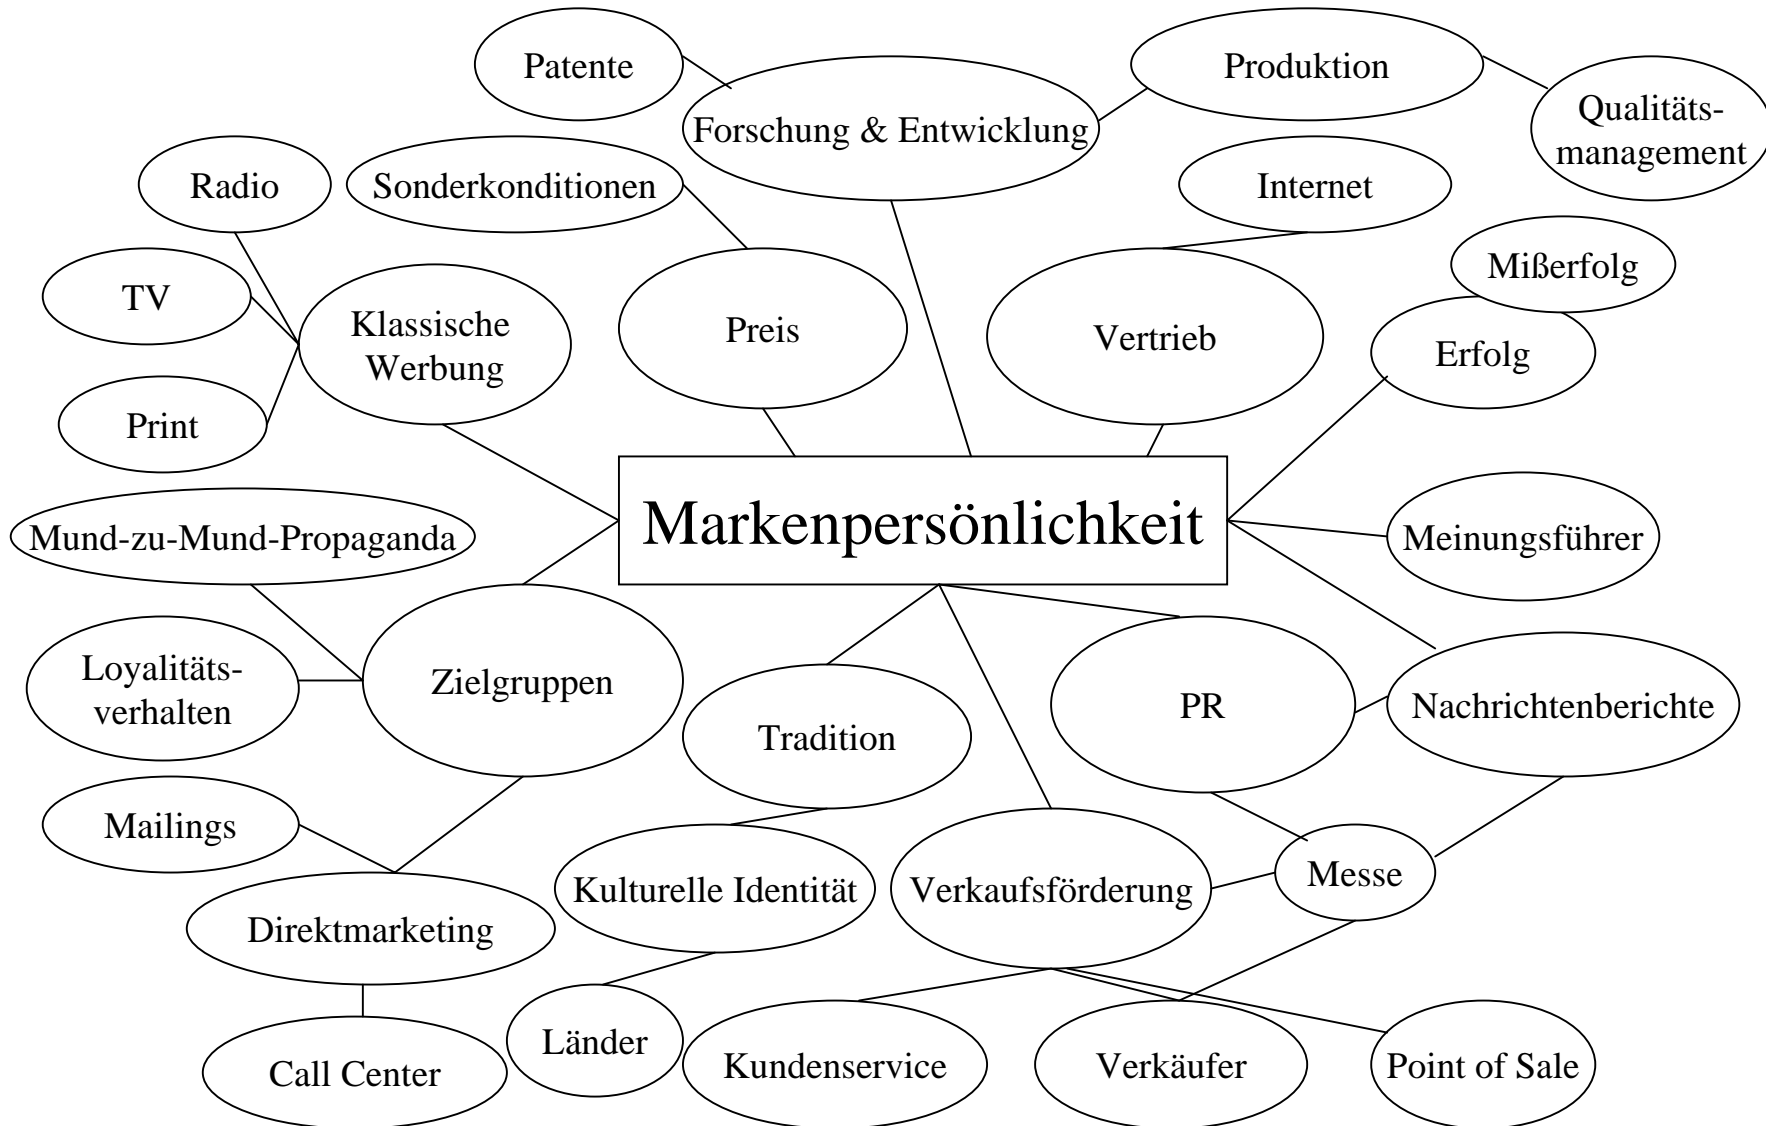 Patente
Produktion
Forschung & Entwicklung
Qualitäts-
management
Radio
Sonderkonditionen
Internet
TV
Mißerfolg
Klassische
Werbung
Preis
Vertrieb
Erfolg
Print
Markenpersönlichkeit
Mund-zu-Mund-Propaganda
Meinungsführer
Loyalitäts-
verhalten
Zielgruppen
Tradition
PR
Nachrichtenberichte
Mailings
Kulturelle Identität
Verkaufsförderung
Messe
Direktmarketing
Länder
Call Center
Kundenservice
Verkäufer
Point of Sale